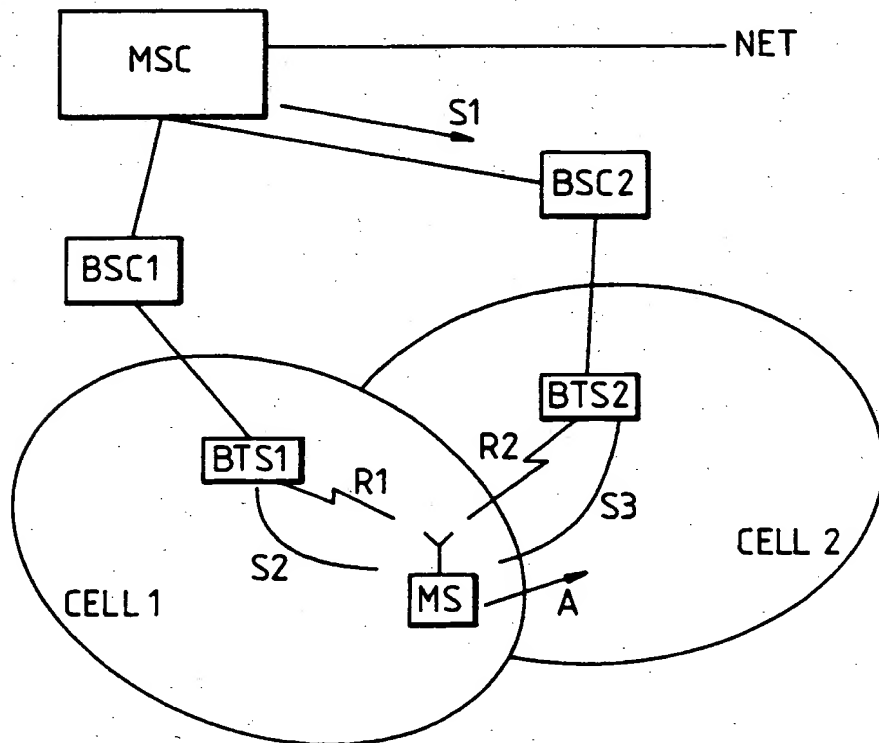 MSC
NET
S1
BSC2
BSC1
BTS2
BTS1
R2
R1
S3
S2
CELL 2
MS
A
CELL 1